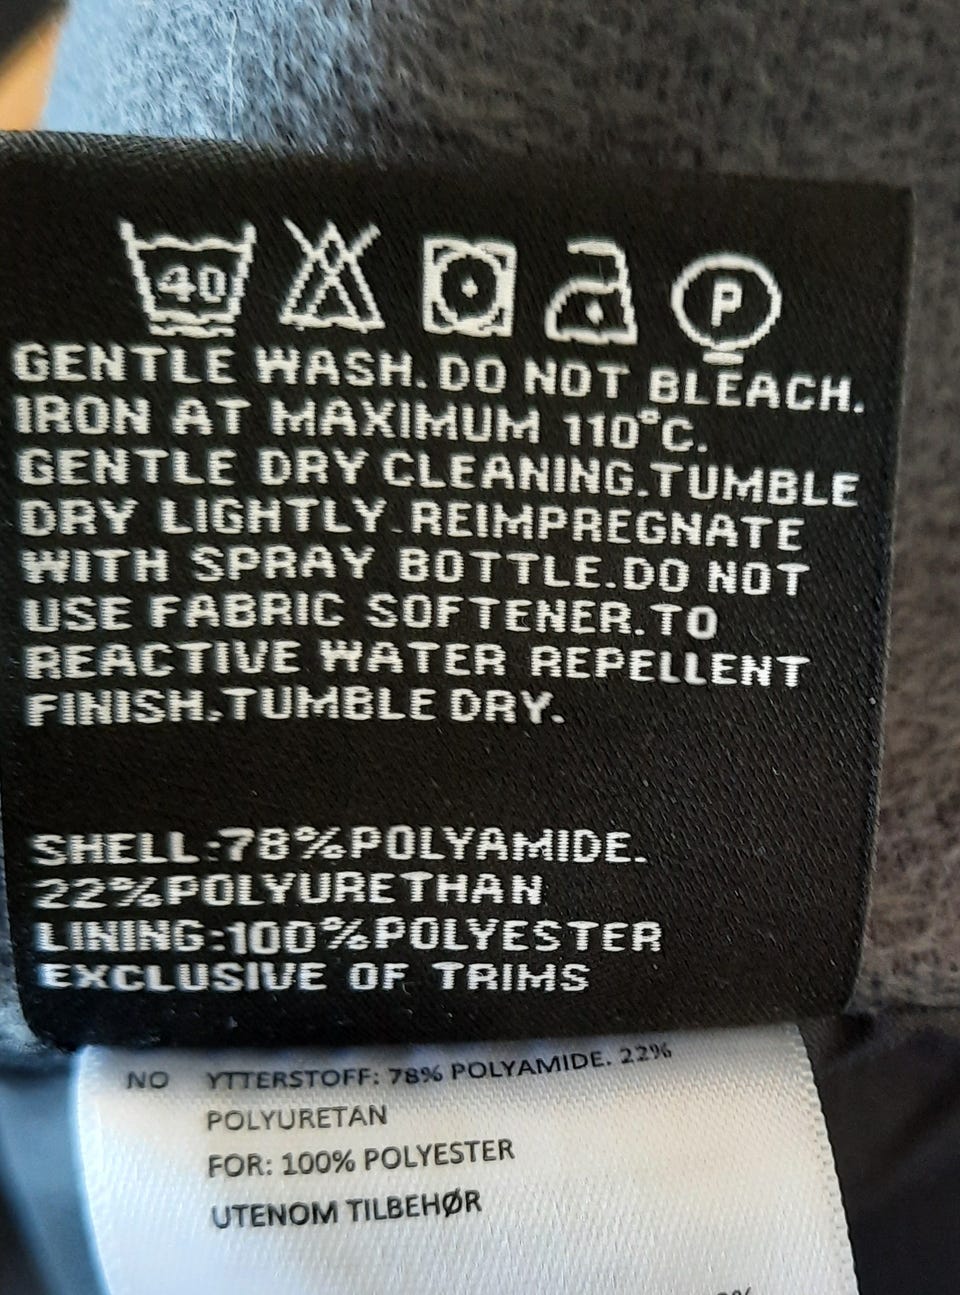 40 P
GENTLE WASH. DO NOT BLEACH.
IRON AT MAXIMUM 110°C.
GENTLE DRY CLEANING. TUMBLE
DRY LIGHTLY. REIMPREGNATE
WITH SPRAY BOTTLE. DO NOT
USE FABRIC SOFTENER. TO
REACTIVE WATER REPELLENT
FINISH. TUMBLE DRY.
SHELL:78%POLYAMIDE.
22%POLYURETHAN
LINING:100%POLYESTER
EXCLUSIVE OF TRIMS
NO YTTERSTOFF: 78% POLYAMIDE. 22%
POLYURETAN
FOR: 100% POLYESTER
UTENOM TILBEHØR